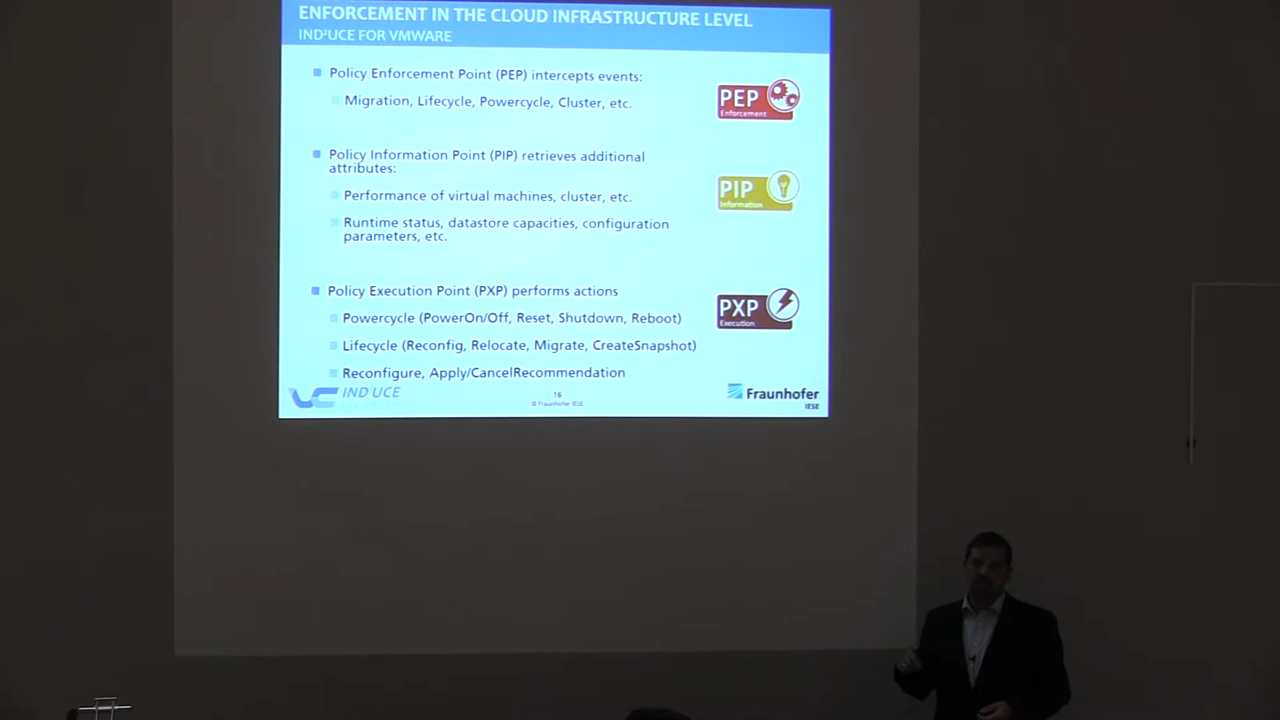 ENFORCEMENT IN THE CLOUD INFRASTRUCTURE LEVEL
IND²UCE FOR VMWARE
Policy Enforcement Point (PEP) intercepts events:
Migration, Lifecycle, Powercycle, Cluster, etc.
PEP
Enforcement
Policy Information Point (PIP) retrieves additional
attributes:
Performance of virtual machines, cluster, etc.
Runtime status, datastore capacities, configuration
parameters, etc.
PIP
Information
Policy Execution Point (PXP) performs actions
Powercycle (PowerOn/Off, Reset, Shutdown, Reboot)
Lifecycle (Reconfig, Relocate, Migrate, CreateSnapshot)
Reconfigure, Apply/CancelRecommendation
PXP
Execution
IND UCE
16
© Fraunhofer IESE
Fraunhofer
IESE